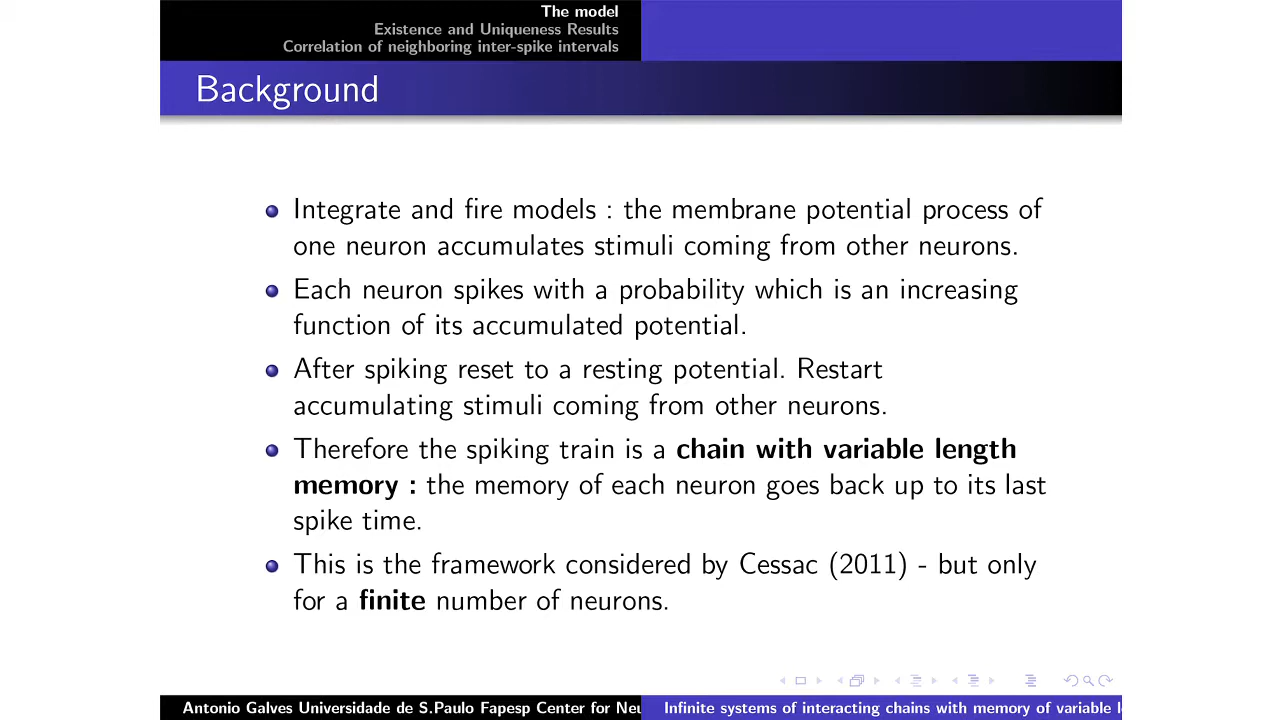 The model
Existence and Uniqueness Results
Correlation of neighboring inter-spike intervals
Background
Integrate and fire models : the membrane potential process of
one neuron accumulates stimuli coming from other neurons.
Each neuron spikes with a probability which is an increasing
function of its accumulated potential.
After spiking reset to a resting potential. Restart
accumulating stimuli coming from other neurons.
Therefore the spiking train is a chain with variable length
memory : the memory of each neuron goes back up to its last
spike time.
This is the framework considered by Cessac (2011) - but only
for a finite number of neurons.
Antonio Galves Universidade de S.Paulo Fapesp Center for
Infinite systems of interacting chains with memory of variable